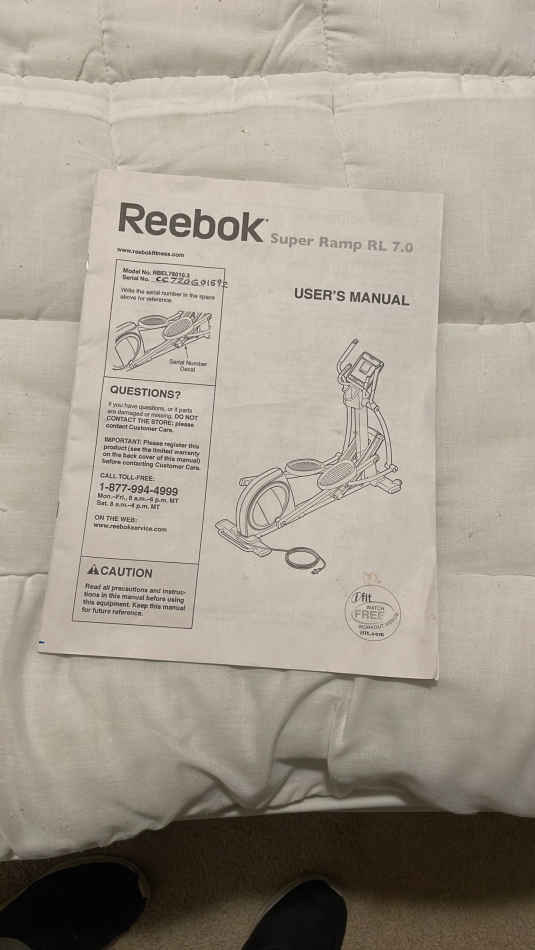 Reebok
Super Ramp RL 7.0
www.reebokfitness.com
Model No. RBEL78010.3
Serial No. CC720G01592
Write the serial number in the space
above for reference.
Serial Number
Decal
USER'S MANUAL
QUESTIONS?
If you have questions, or if parts
are damaged or missing, DO NOT
CONTACT THE STORE; please
contact Customer Care.
IMPORTANT: Please register this
product (see the limited warranty
on the back cover of this manual)
before contacting Customer Care.
CALL TOLL-FREE:
1-877-994-4999
Mon.–Fri., 6 a.m.–6 p.m. MT
Sat. 8 a.m.–4 p.m. MT
ON THE WEB:
www.reebokservice.com
CAUTION
Read all precautions and instruc-
tions in this manual before using
this equipment. Keep this manual
for future reference.
ifit
WATCH
FREE
WORKOUT VIDEOS
ifit.com